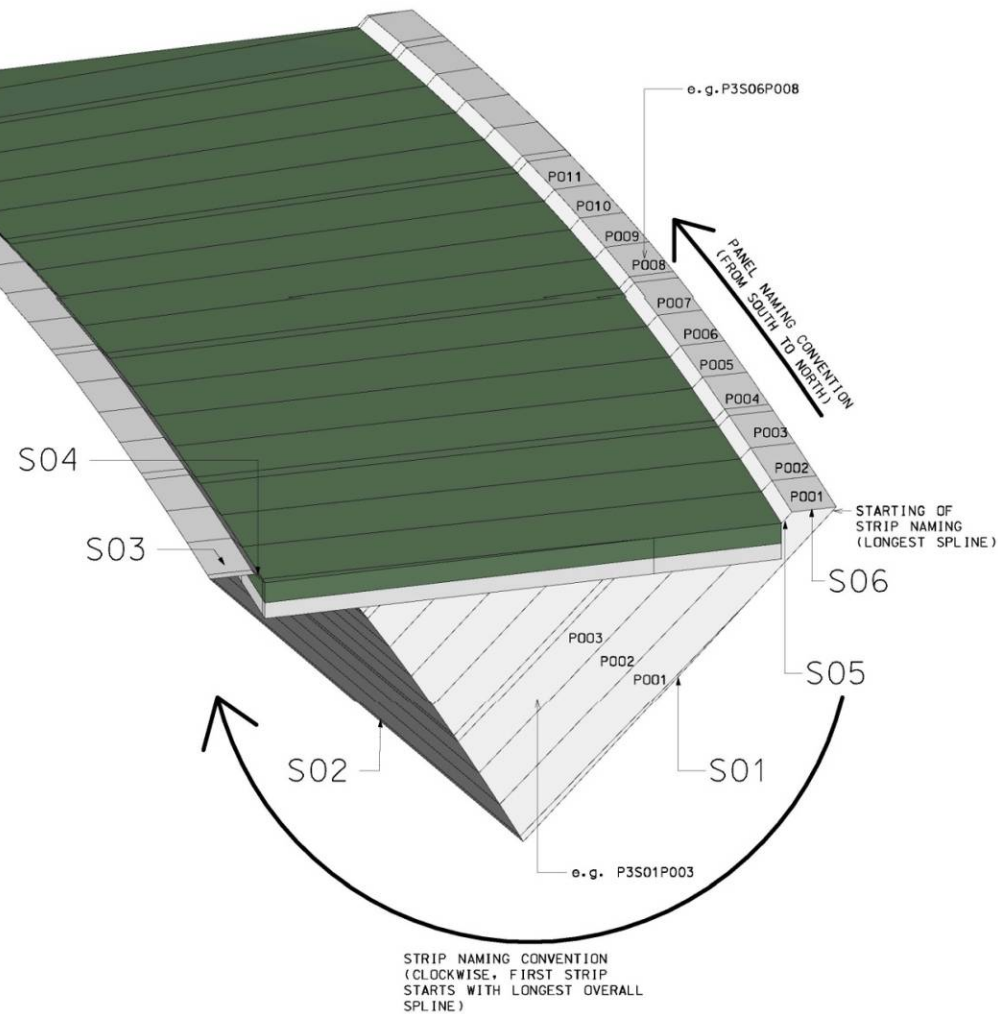 e.g.P3S06P008
P011
P010
P009
P008
P007
P006
P005
P004
P003
P002
P001
PANEL NAMING CONVENTION
(FROM SOUTH TO NORTH)
STARTING OF
STRIP NAMING
(LONGEST SPLINE)
S04
S03
S06
S05
P003
P002
P001
S02
S01
e.g. P3S01P003
STRIP NAMING CONVENTION
(CLOCKWISE, FIRST STRIP
STARTS WITH LONGEST OVERALL
SPLINE)